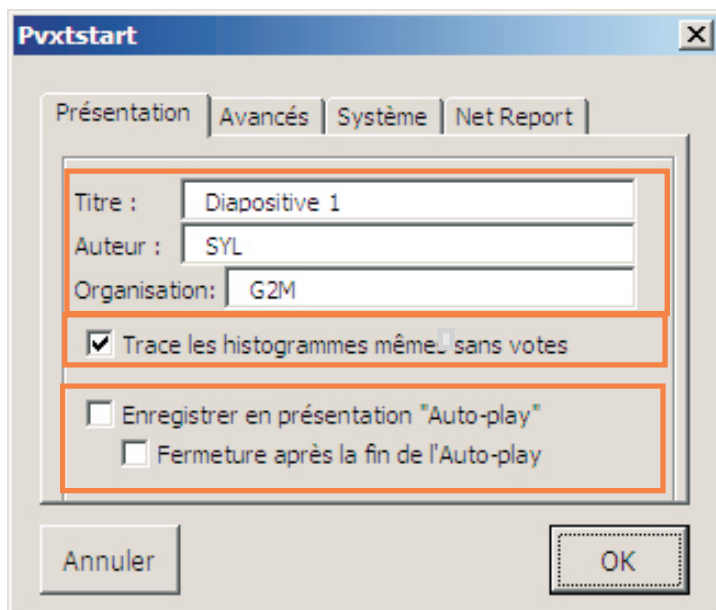 Pvxtstart
Présentation Avancés Système Net Report
Titre : Diapositive 1
Auteur : SYL
Organisation: G2M
Trace les histogrammes mêmes sans votes
Enregistrer en présentation "Auto-play"
Fermeture après la fin de l'Auto-play
Annuler OK